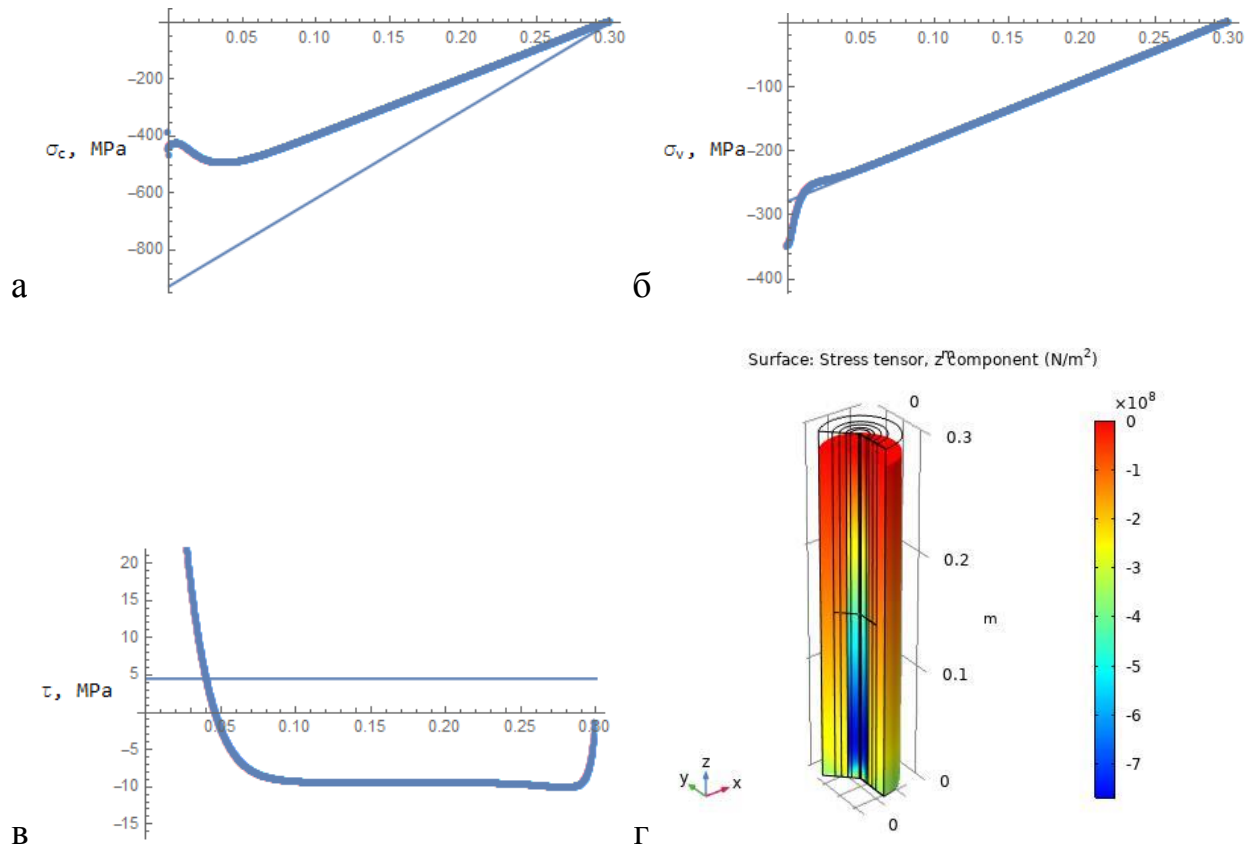 0.05 0.10 0.15 0.20 0.25 0.30
−200
−400
σc, MPa
−600
−800
а
0.05 0.10 0.15 0.20 0.25 0.30
−100
σv, MPa
−200
−300
−400
б
20
15
10
5
τ, MPa
0.05 0.10 0.15 0.20 0.25 0.30
−5
−10
−15
в
Surface: Stress tensor, z component (N/m²)
m
0
×10⁸
0.3
0
-1
-2
0.2
-3
-4
m
-5
0.1
-6
-7
z
y x
0
0
г